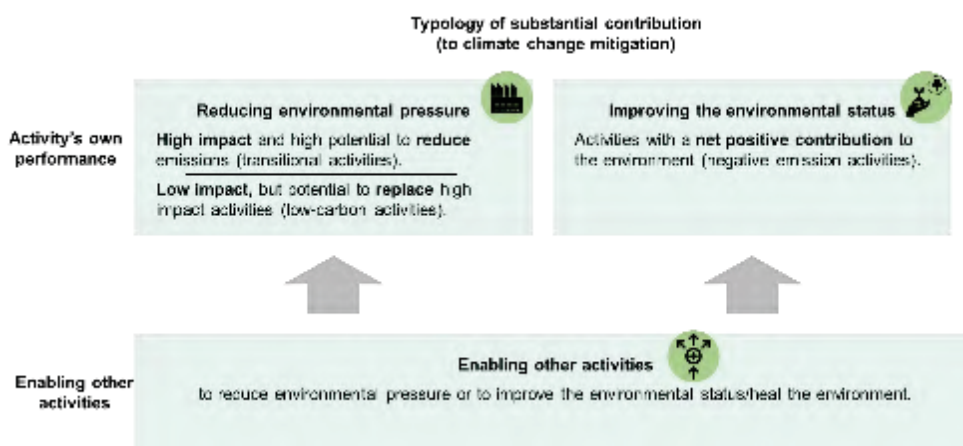 Typology of substantial contribution
(to climate change mitigation)
Activity's own
performance
Reducing environmental pressure
High impact and high potential to reduce
emissions (transitional activities).
Low impact, but potential to replace high
impact activities (low-carbon activities).
Improving the environmental status
Activities with a net positive contribution to
the environment (negative emission activities).
Enabling other
activities
Enabling other activities
to reduce environmental pressure or to improve the environmental status/heal the environment.